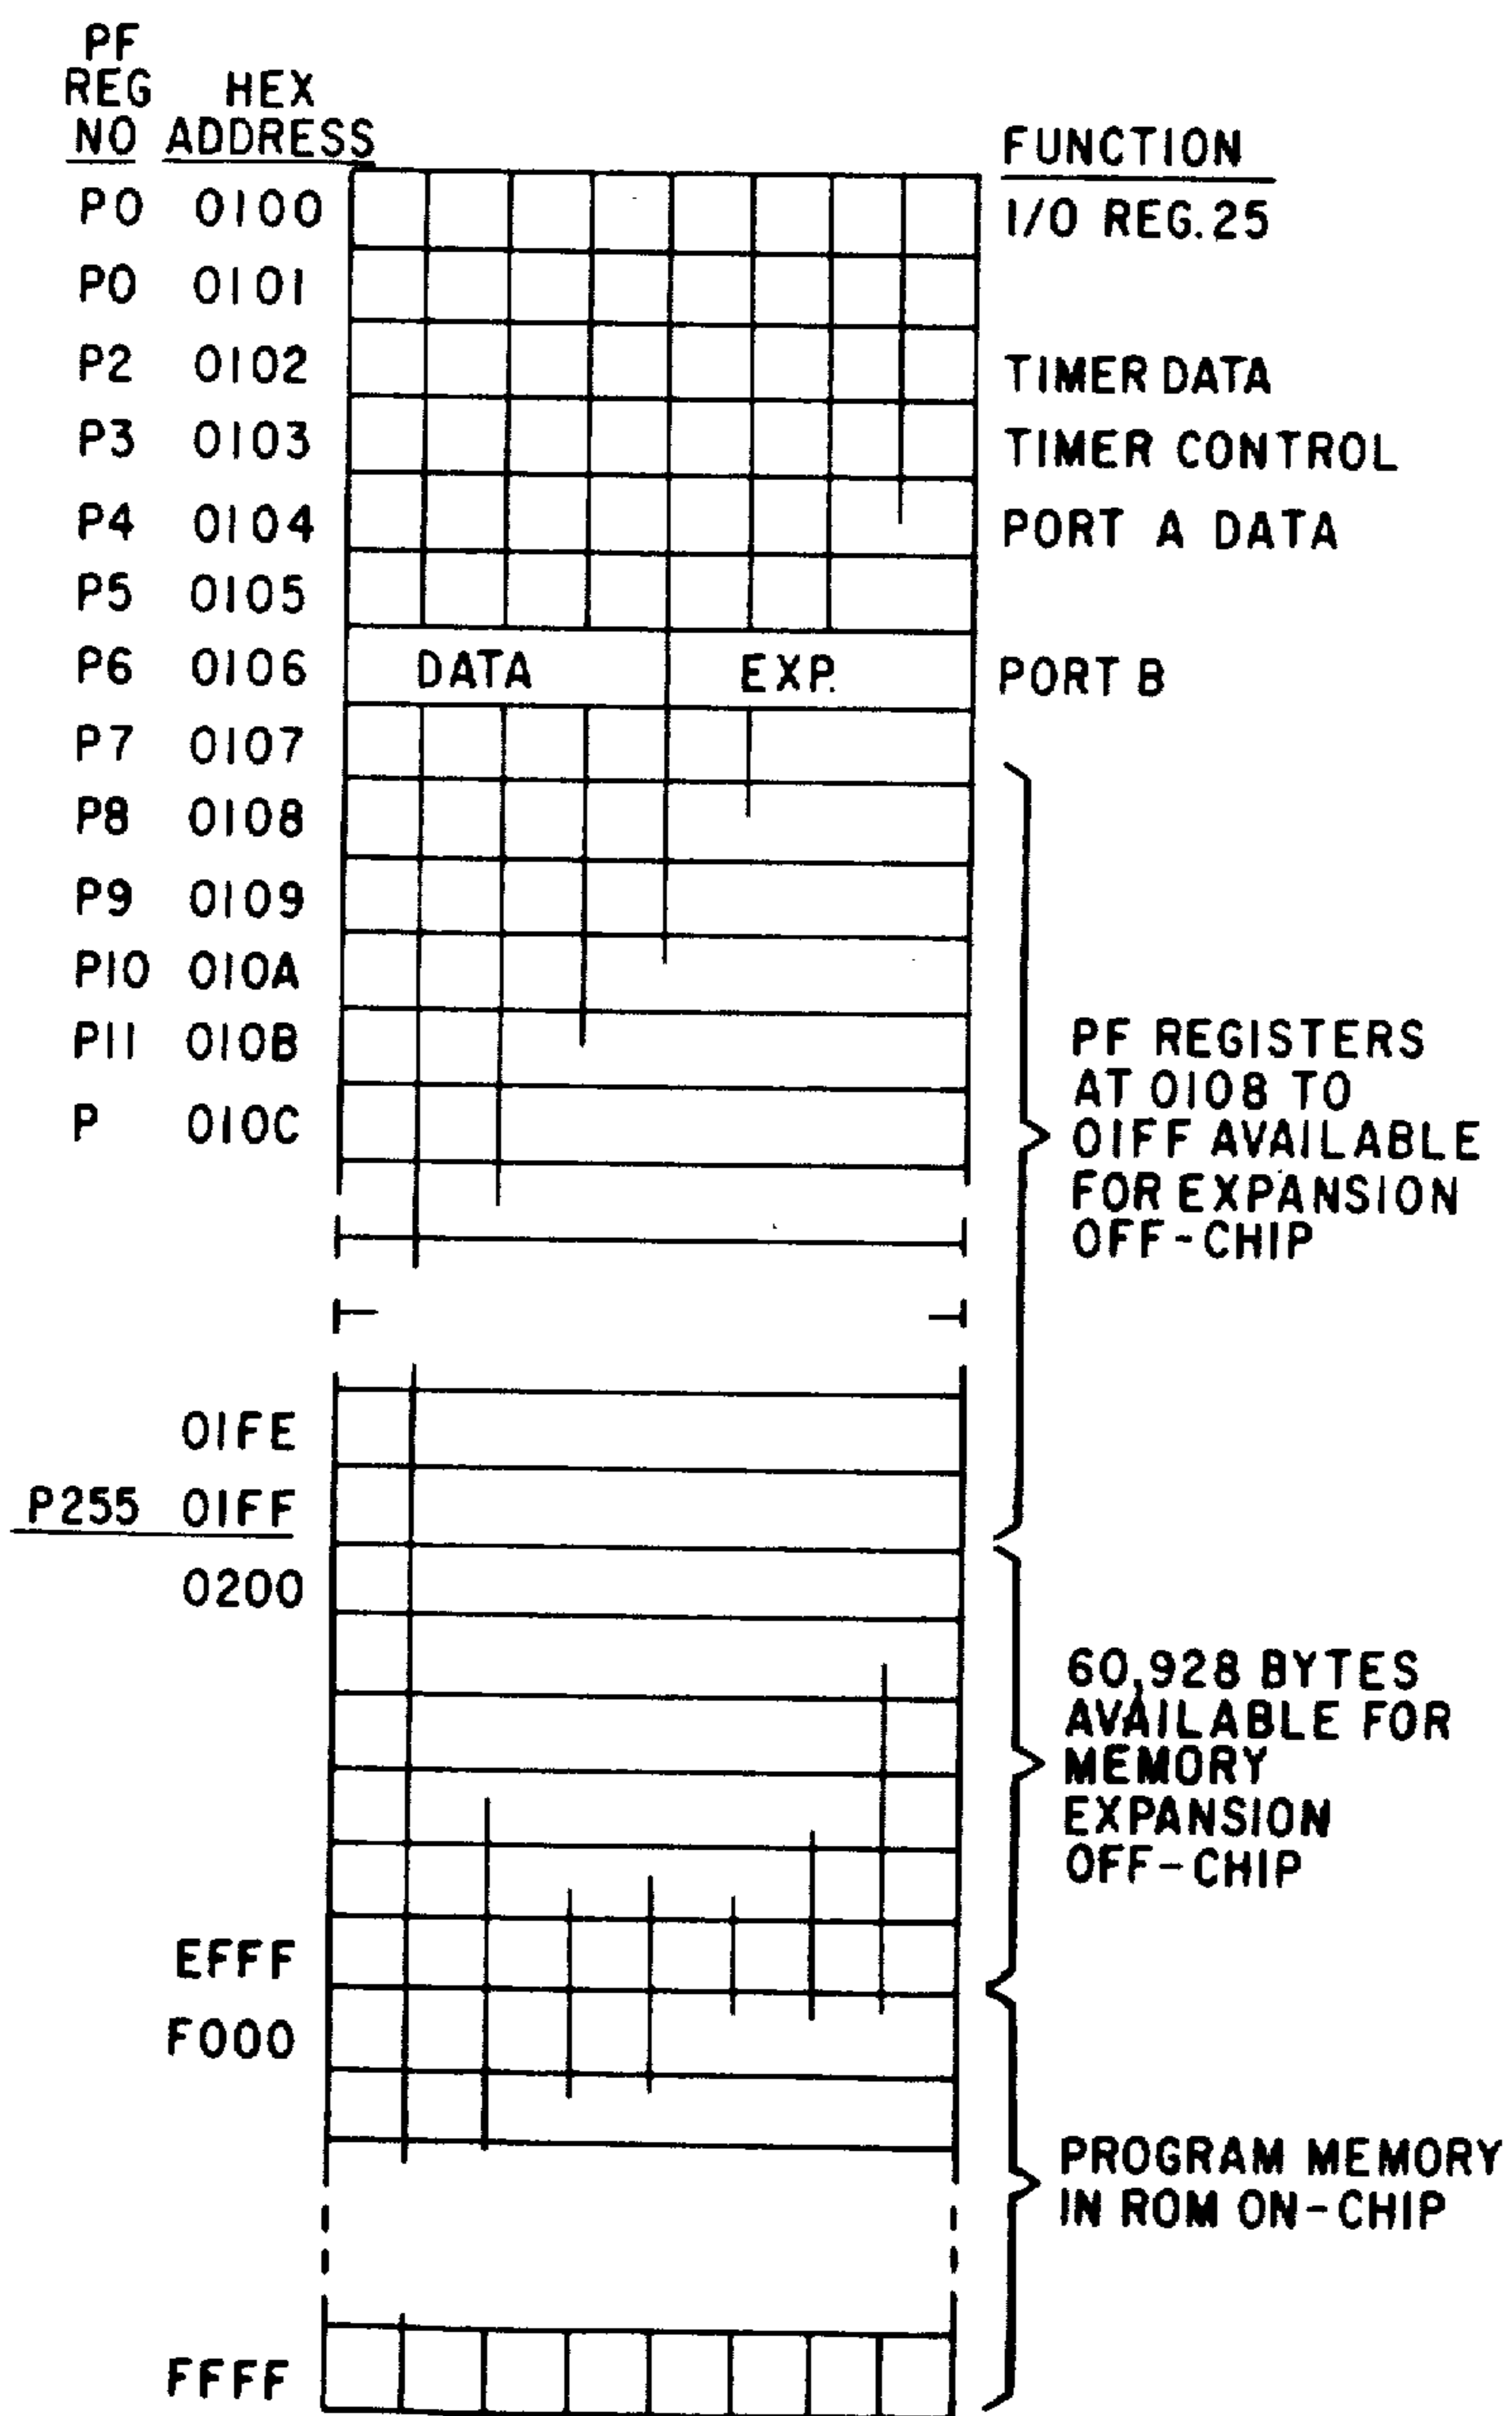 PF
REG HEX
NO ADDRESS FUNCTION
P0 0100 I/O REG.25
P0 0101
P2 0102 TIMER DATA
P3 0103 TIMER CONTROL
P4 0104 PORT A DATA
P5 0105
P6 0106 DATA EXP. PORT B
P7 0107
P8 0108
P9 0109
P10 010A
P11 010B
P 010C
PF REGISTERS
AT 0108 TO
01FF AVAILABLE
FOR EXPANSION
OFF-CHIP
01FE
P255 01FF
0200
60,928 BYTES
AVAILABLE FOR
MEMORY
EXPANSION
OFF-CHIP
EFFF
F000
PROGRAM MEMORY
IN ROM ON-CHIP
FFFF